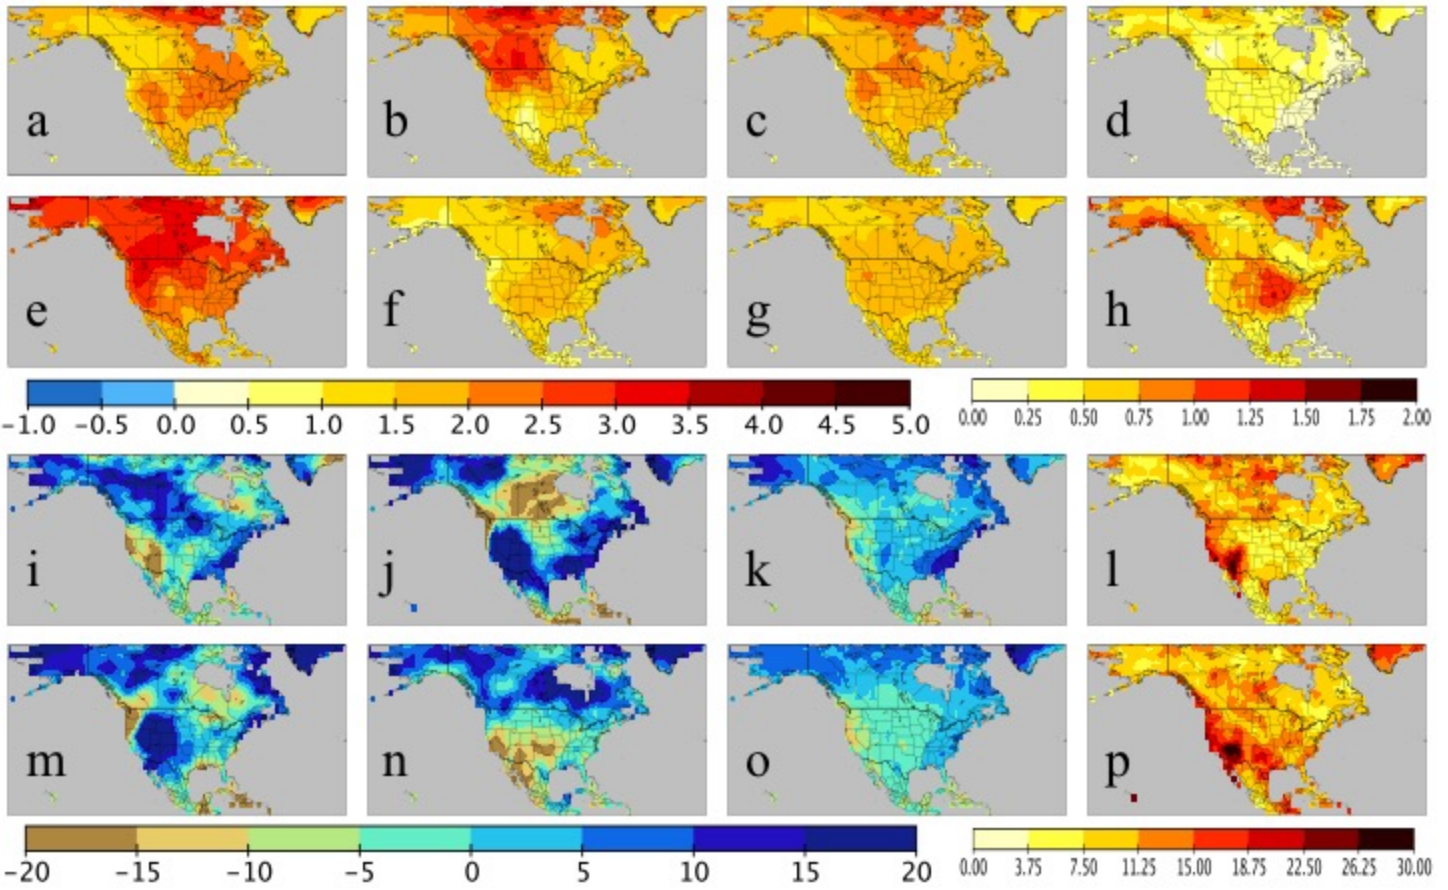 a b c d
e f g h
−1.0 −0.5 0.0 0.5 1.0 1.5 2.0 2.5 3.0 3.5 4.0 4.5 5.0
0.00 0.25 0.50 0.75 1.00 1.25 1.50 1.75 2.00
i j k l
m n o p
−20 −15 −10 −5 0 5 10 15 20
0.00 3.75 7.50 11.25 15.00 18.75 22.50 26.25 30.00